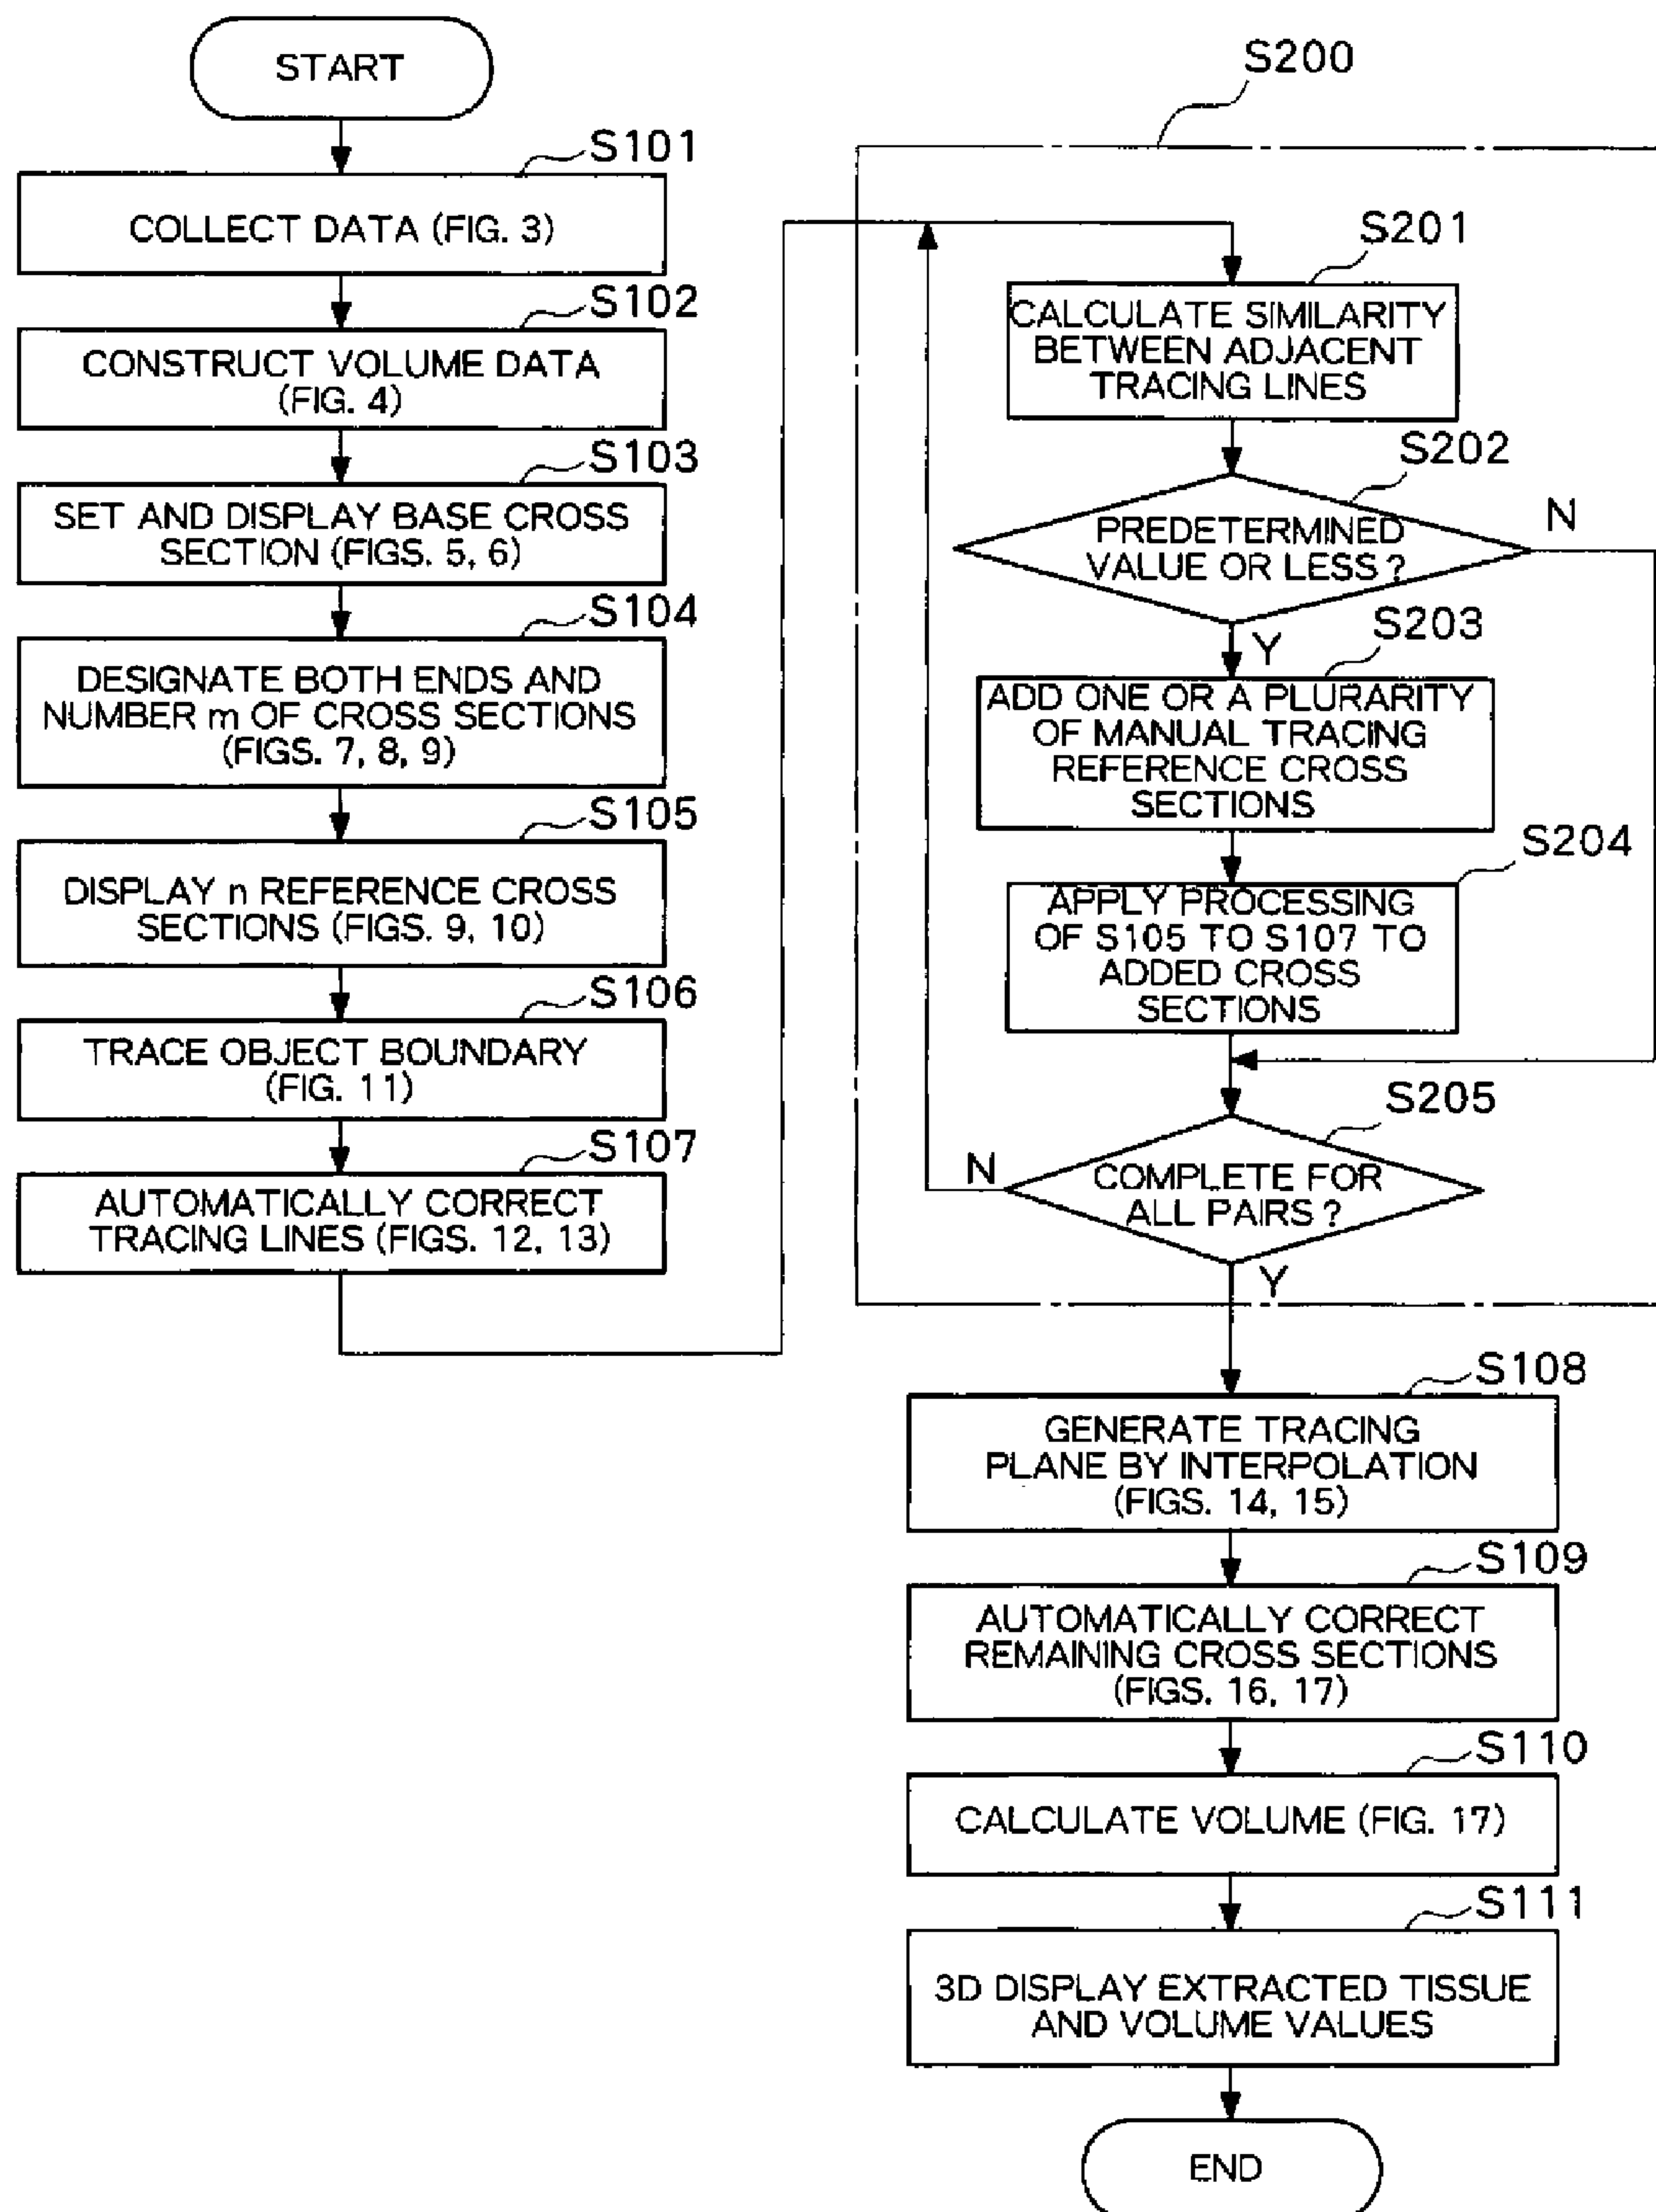 START
S101
COLLECT DATA (FIG. 3)
S102
CONSTRUCT VOLUME DATA
(FIG. 4)
S103
SET AND DISPLAY BASE CROSS
SECTION (FIGS. 5, 6)
S104
DESIGNATE BOTH ENDS AND
NUMBER m OF CROSS SECTIONS
(FIGS. 7, 8, 9)
S105
DISPLAY n REFERENCE CROSS
SECTIONS (FIGS. 9, 10)
S106
TRACE OBJECT BOUNDARY
(FIG. 11)
S107
AUTOMATICALLY CORRECT
TRACING LINES (FIGS. 12, 13)
S200
S201
CALCULATE SIMILARITY
BETWEEN ADJACENT
TRACING LINES
S202
PREDETERMINED
VALUE OR LESS ?
N
Y
S203
ADD ONE OR A PLURARITY
OF MANUAL TRACING
REFERENCE CROSS
SECTIONS
S204
APPLY PROCESSING
OF S105 TO S107 TO
ADDED CROSS
SECTIONS
S205
COMPLETE FOR
ALL PAIRS ?
N
Y
S108
GENERATE TRACING
PLANE BY INTERPOLATION
(FIGS. 14, 15)
S109
AUTOMATICALLY CORRECT
REMAINING CROSS SECTIONS
(FIGS. 16, 17)
S110
CALCULATE VOLUME (FIG. 17)
S111
3D DISPLAY EXTRACTED TISSUE
AND VOLUME VALUES
END